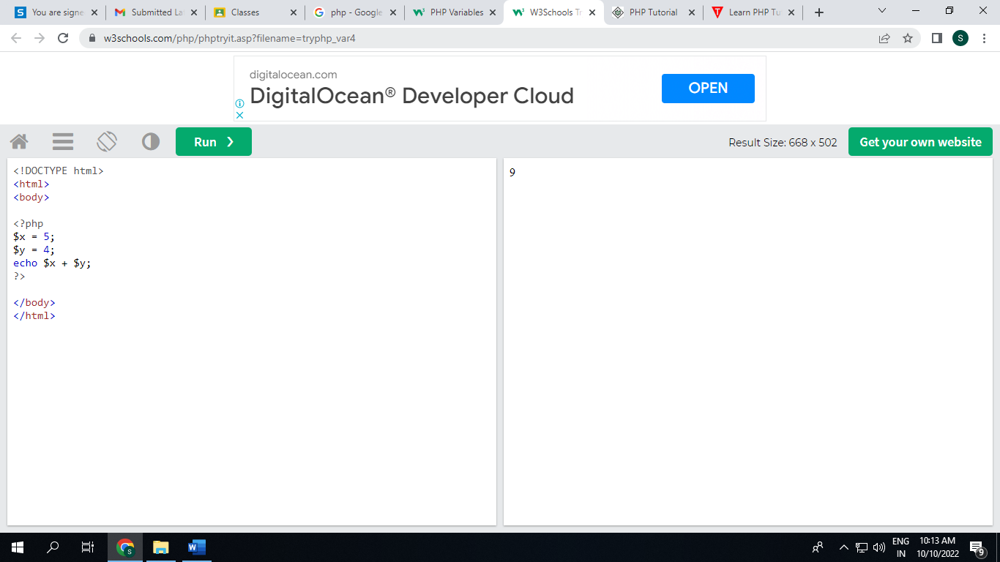 You are signe
Submitted La
Classes
php - Google
PHP Variables
W3Schools Tr
PHP Tutorial
Learn PHP Tut
w3schools.com/php/phptryit.asp?filename=tryphp_var4
S
digitalocean.com
DigitalOcean® Developer Cloud
OPEN
Run ❯
Result Size: 668 x 502
Get your own website
<!DOCTYPE html>
<html>
<body>
<?php
$x = 5;
$y = 4;
echo $x + $y;
?>
</body>
</html>
9
ENG
IN
10:13 AM
10/10/2022
9